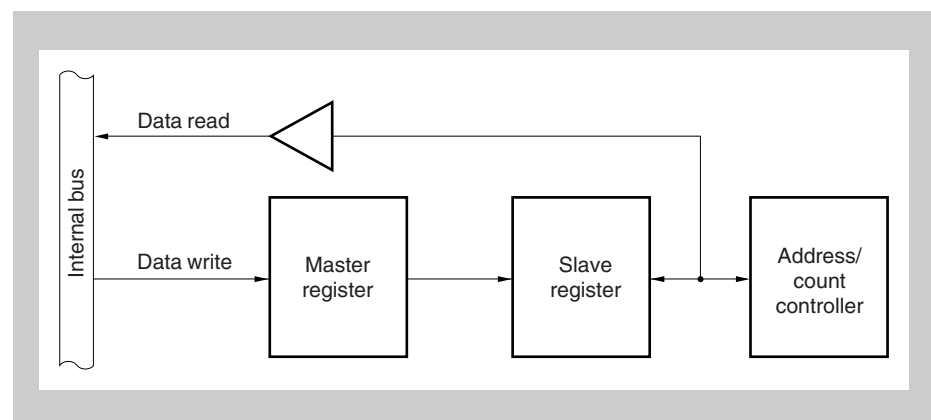 Data read
Internal bus
Data write
Master
register
Slave
register
Address/
count
controller